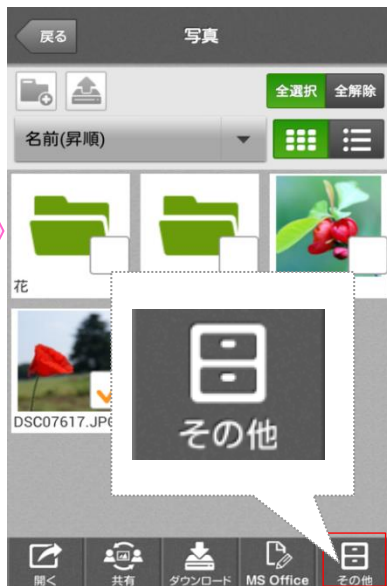 戻る
写真
全選択 全解除
名前(昇順)
花
DSC07617.JP
その他
開く 共有 ダウンロード MS Office その他